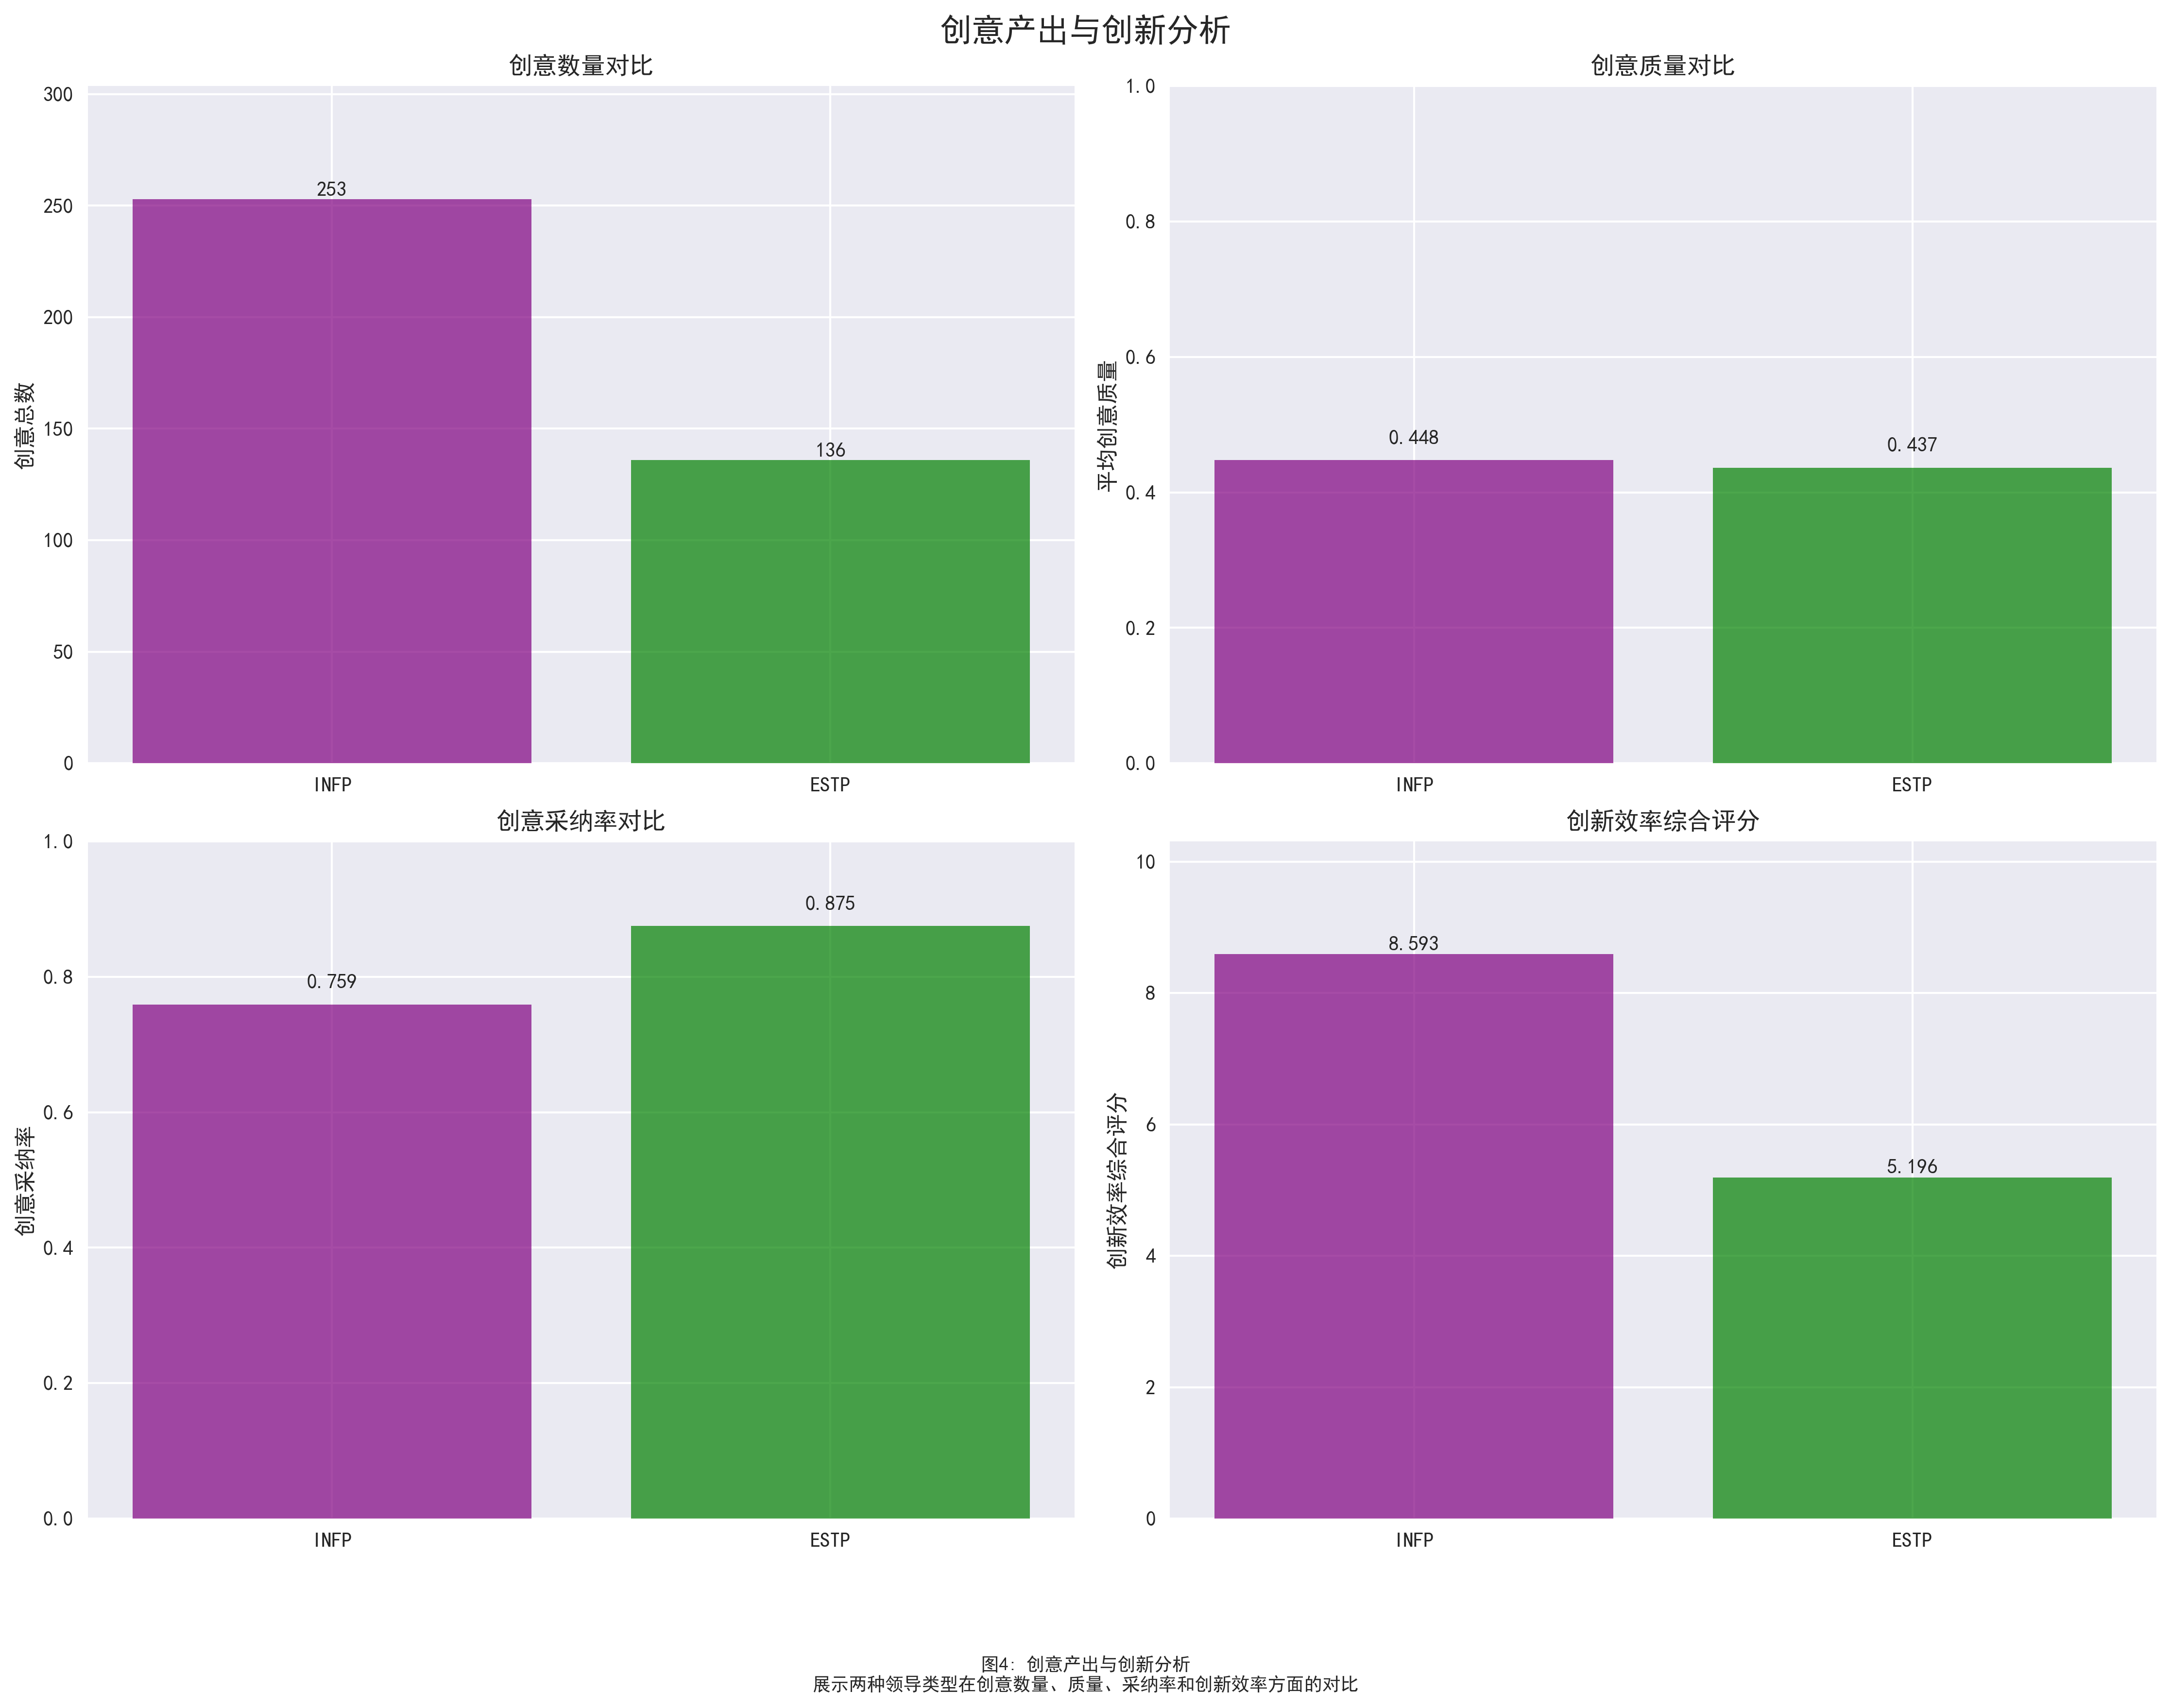 创意产出与创新分析
创意数量对比
300
250
200
150
100
50
0
创意总数
253
136
INFP
ESTP
创意质量对比
1.0
0.8
0.6
0.4
0.2
0.0
平均创意质量
0.448
0.437
INFP
ESTP
创意采纳率对比
1.0
0.8
0.6
0.4
0.2
0.0
创意采纳率
0.759
0.875
INFP
ESTP
创新效率综合评分
10
8
6
4
2
0
创新效率综合评分
8.593
5.196
INFP
ESTP
图4: 创意产出与创新分析
展示两种领导类型在创意数量、质量、采纳率和创新效率方面的对比